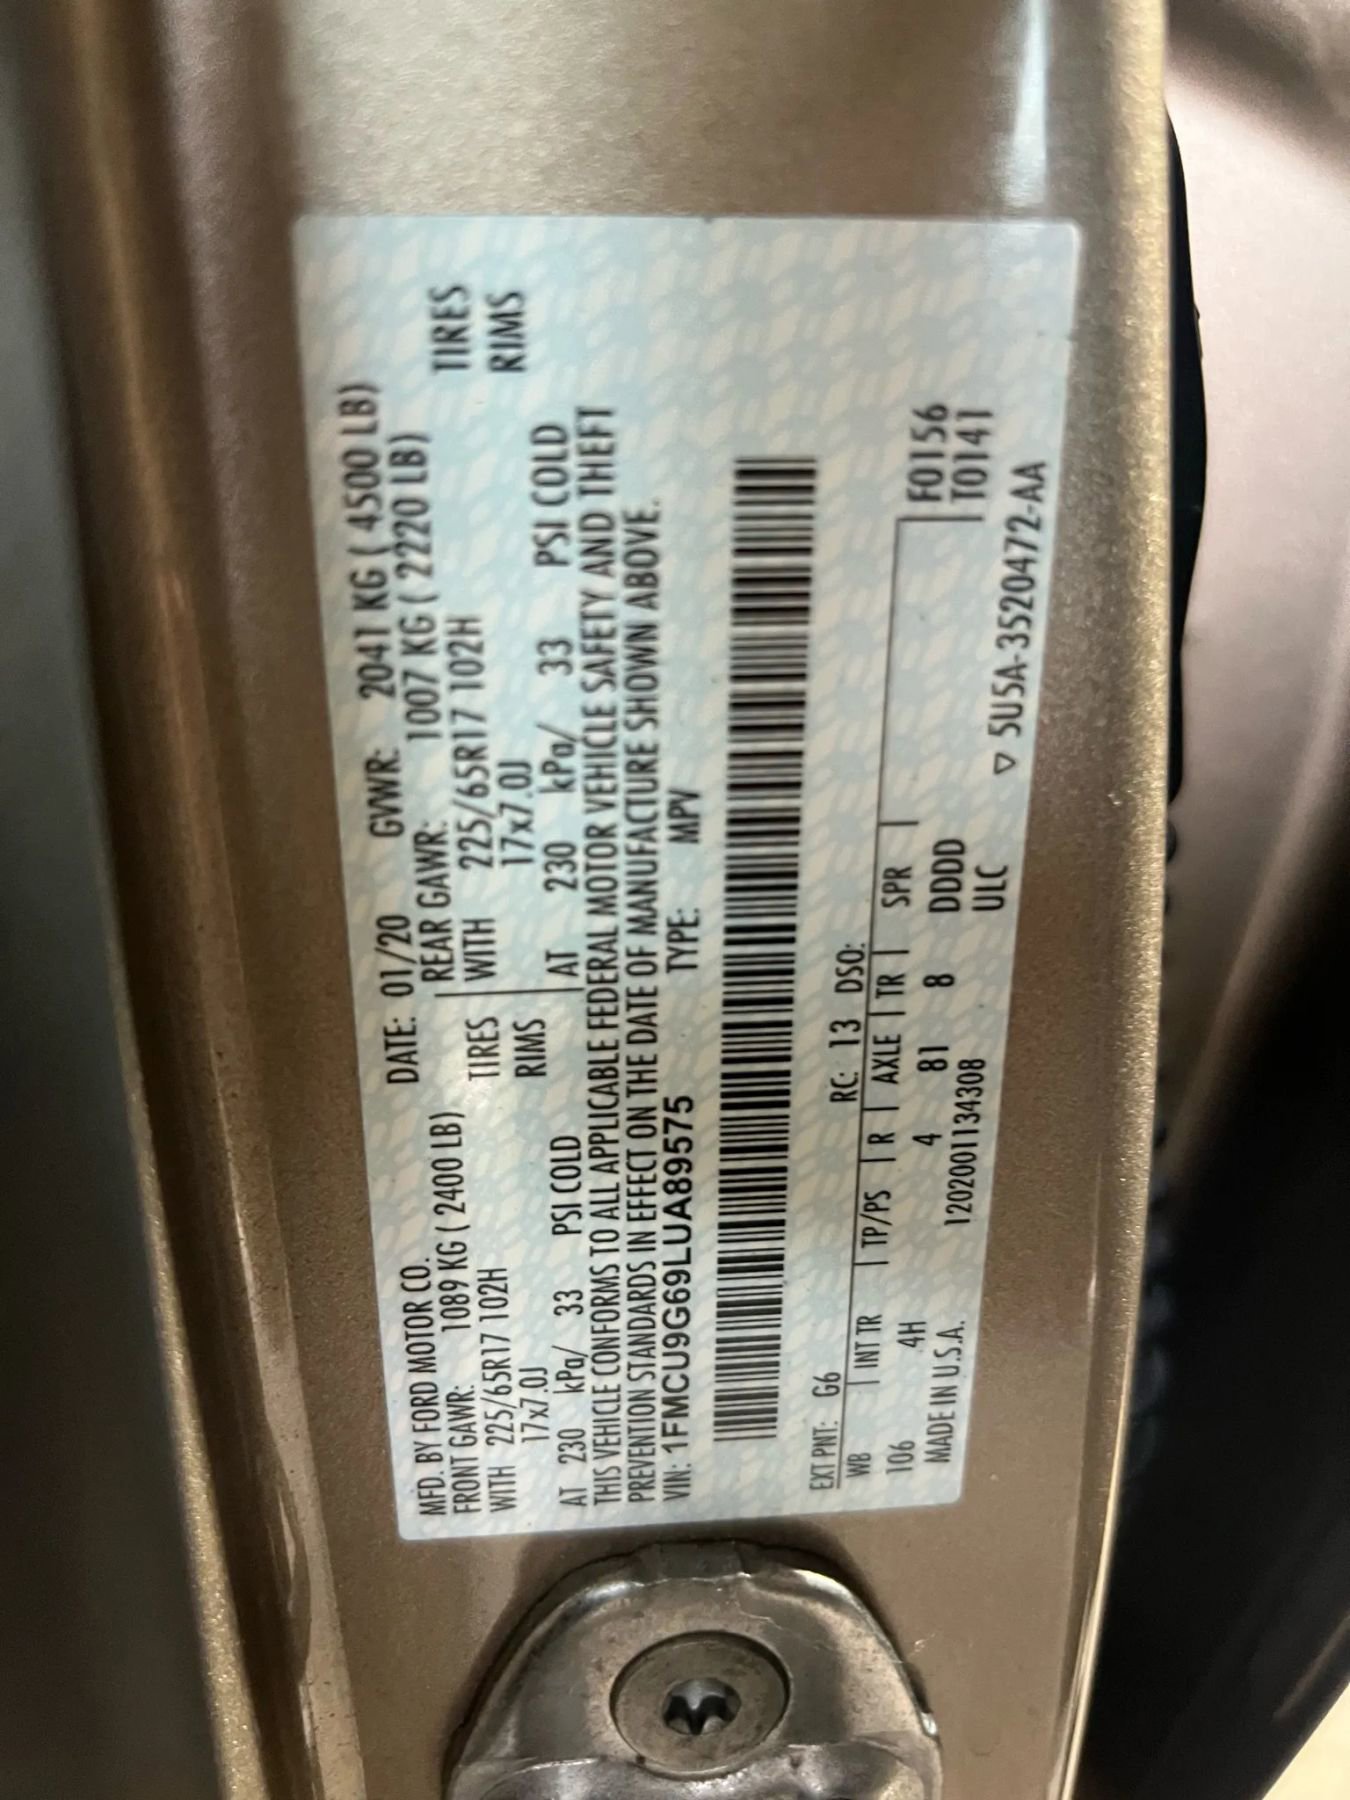 MFD. BY FORD MOTOR CO. DATE: 01/20 GVWR: 2041 KG ( 4500 LB)
FRONT GAWR: 1089 KG ( 2400 LB) REAR GAWR: 1007 KG ( 2220 LB)
WITH 225/65R17 102H TIRES WITH 225/65R17 102H TIRES
17x7.0J RIMS 17x7.0J RIMS
AT 230 kPa/ 33 PSI COLD AT 230 kPa/ 33 PSI COLD
THIS VEHICLE CONFORMS TO ALL APPLICABLE FEDERAL MOTOR VEHICLE SAFETY AND THEFT
PREVENTION STANDARDS IN EFFECT ON THE DATE OF MANUFACTURE SHOWN ABOVE.
VIN: 1FMCU9G69LUA89575 TYPE: MPV
EXT PNT: G6 RC: 13 DSO:
WB INT TR TP/PS R AXLE TR SPR F0156
106 4H 4 81 8 DDDD T0141
MADE IN U.S.A. 1202001134308 ULC
▽ 5U5A-3520472-AA